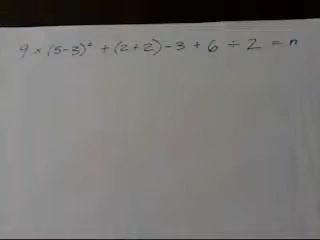 9 × (5-3)² + (2+2) - 3 + 6 ÷ 2 = n